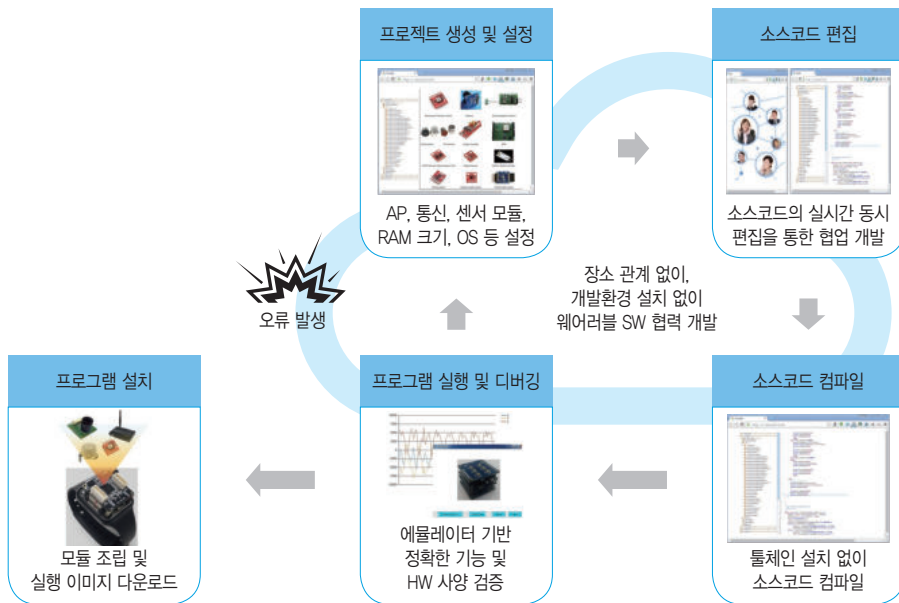 프로젝트 생성 및 설정
AP, 통신, 센서 모듈,
RAM 크기, OS 등 설정
소스코드 편집
소스코드의 실시간 동시
편집을 통한 협업 개발
오류 발생
장소 관계 없이,
개발환경 설치 없이
웨어러블 SW 협력 개발
프로그램 설치
모듈 조립 및
실행 이미지 다운로드
프로그램 실행 및 디버깅
에뮬레이터 기반
정확한 기능 및
HW 사양 검증
소스코드 컴파일
툴체인 설치 없이
소스코드 컴파일